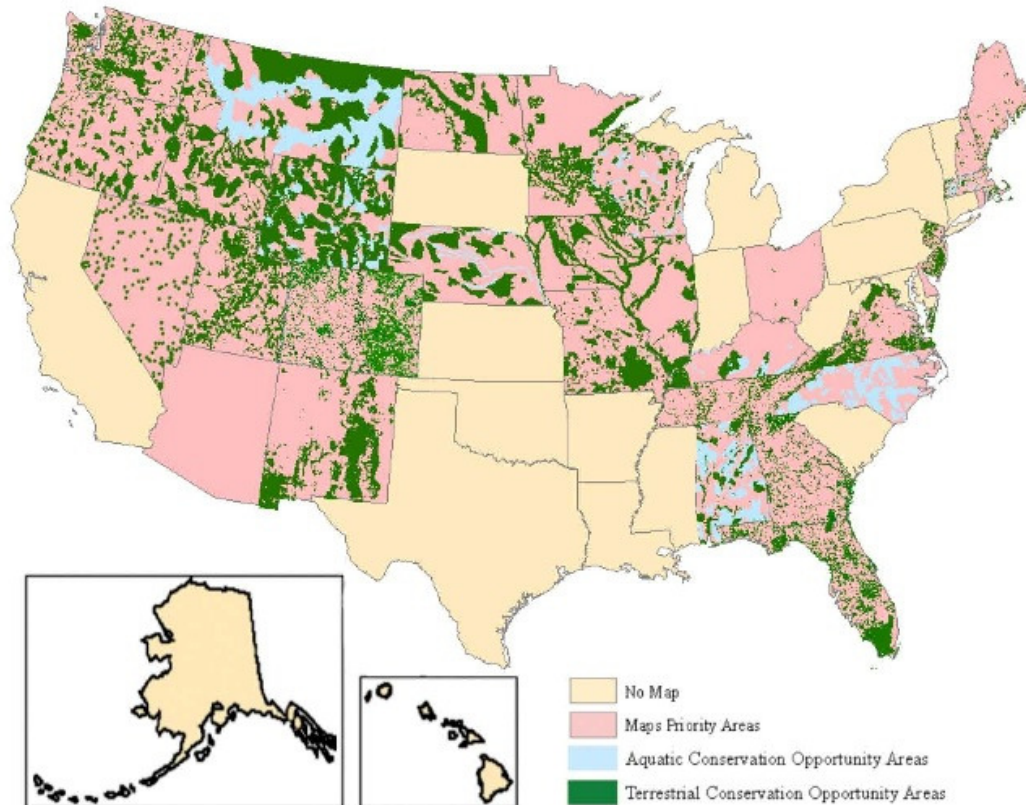 No Map
Maps Priority Areas
Aquatic Conservation Opportunity Areas
Terrestrial Conservation Opportunity Areas